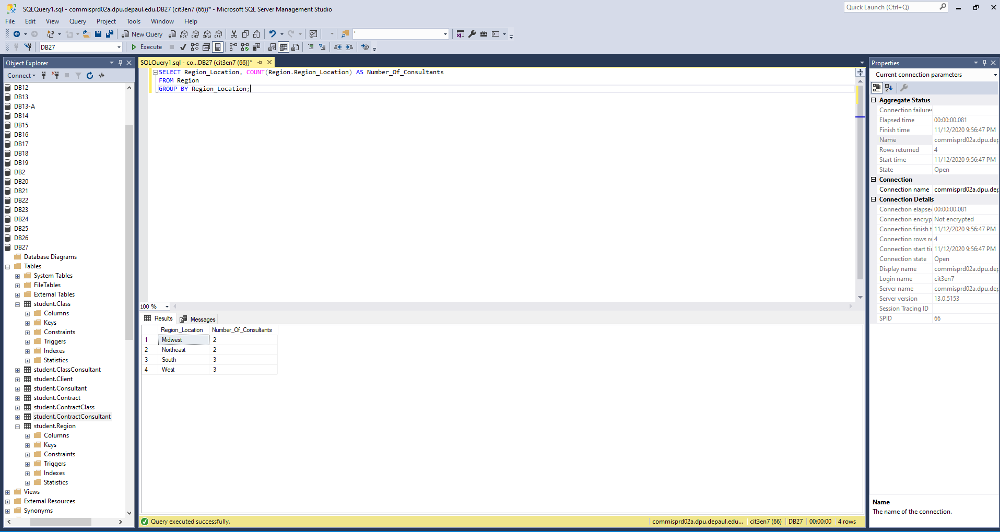 SQLQuery1.sql - commisprd02a.dpu.depaul.edu.DB27 (cit3en7 (66))* - Microsoft SQL Server Management Studio
Quick Launch (Ctrl+Q)
File Edit View Query Project Tools Window Help
New Query
MDX DMX XMLA DAX
'
DB27
Execute
Object Explorer
Connect
DB12
DB13
DB13-A
DB14
DB15
DB16
DB17
DB18
DB19
DB2
DB20
DB21
DB22
DB23
DB24
DB25
DB26
DB27
Database Diagrams
Tables
System Tables
FileTables
External Tables
student.Class
Columns
Keys
Constraints
Triggers
Indexes
Statistics
student.ClassConsultant
student.Client
student.Consultant
student.Contract
student.ContractClass
student.ContractConsultant
student.Region
Columns
Keys
Constraints
Triggers
Indexes
Statistics
Views
External Resources
Synonyms
SQLQuery1.sql - co...DB27 (cit3en7 (66))*
SELECT Region_Location, COUNT(Region.Region_Location) AS Number_Of_Consultants
FROM Region
GROUP BY Region_Location;
100 %
Results Messages
Region_Location Number_Of_Consultants
1 Midwest 2
2 Northeast 2
3 South 3
4 West 3
Query executed successfully.
commisprd02a.dpu.depaul.edu... cit3en7 (66) DB27 00:00:00 4 rows
Properties
Current connection parameters
Aggregate Status
Connection failures
Elapsed time 00:00:00.081
Finish time 11/12/2020 9:56:47 PM
Name commisprd02a.dpu.dep
Rows returned 4
Start time 11/12/2020 9:56:47 PM
State Open
Connection
Connection name commisprd02a.dpu.dep
Connection Details
Connection elapse 00:00:00.081
Connection encryp Not encrypted
Connection finish t 11/12/2020 9:56:47 PM
Connection rows re 4
Connection start ti 11/12/2020 9:56:47 PM
Connection state Open
Display name commisprd02a.dpu.dep
Login name cit3en7
Server name commisprd02a.dpu.dep
Server version 13.0.5153
Session Tracing ID
SPID 66
Name
The name of the connection.